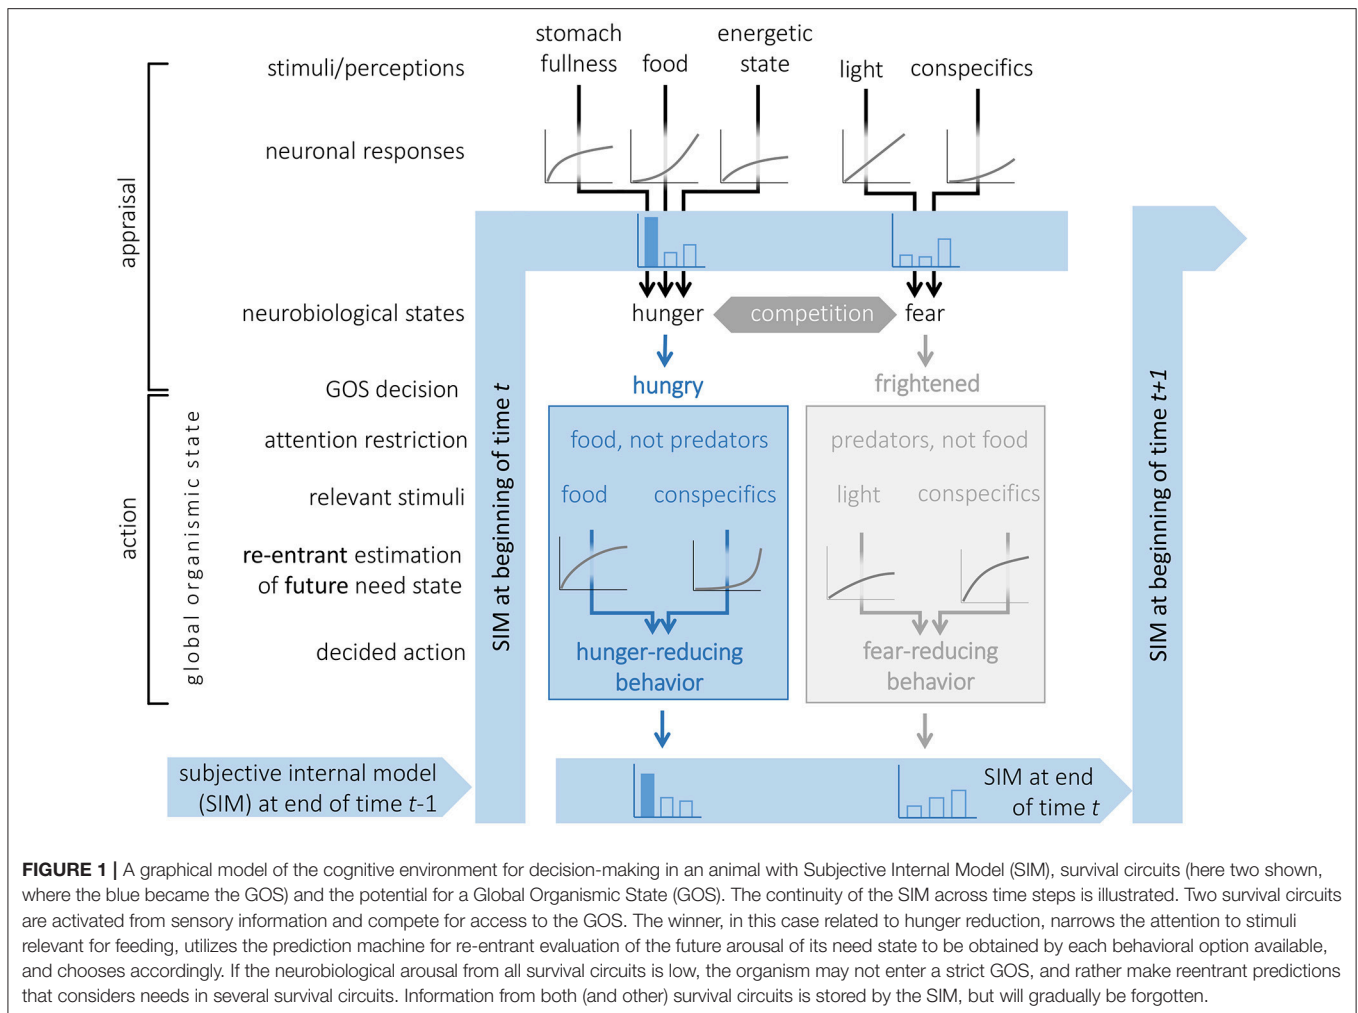 stomach
fullness
food
energetic
state
light
conspecifics
stimuli/perceptions
neuronal responses
appraisal
neurobiological states
hunger
competition
fear
GOS decision
hungry
frightened
action
global organismic state
attention restriction
food, not predators
predators, not food
relevant stimuli
food
conspecifics
light
conspecifics
re-entrant estimation
of future need state
decided action
hunger-reducing
behavior
fear-reducing
behavior
SIM at beginning of time t
SIM at beginning of time t+1
subjective internal model
(SIM) at end of time t-1
SIM at end
of time t
FIGURE 1 | A graphical model of the cognitive environment for decision-making in an animal with Subjective Internal Model (SIM), survival circuits (here two shown,
where the blue became the GOS) and the potential for a Global Organismic State (GOS). The continuity of the SIM across time steps is illustrated. Two survival circuits
are activated from sensory information and compete for access to the GOS. The winner, in this case related to hunger reduction, narrows the attention to stimuli
relevant for feeding, utilizes the prediction machine for re-entrant evaluation of the future arousal of its need state to be obtained by each behavioral option available,
and chooses accordingly. If the neurobiological arousal from all survival circuits is low, the organism may not enter a strict GOS, and rather make reentrant predictions
that considers needs in several survival circuits. Information from both (and other) survival circuits is stored by the SIM, but will gradually be forgotten.